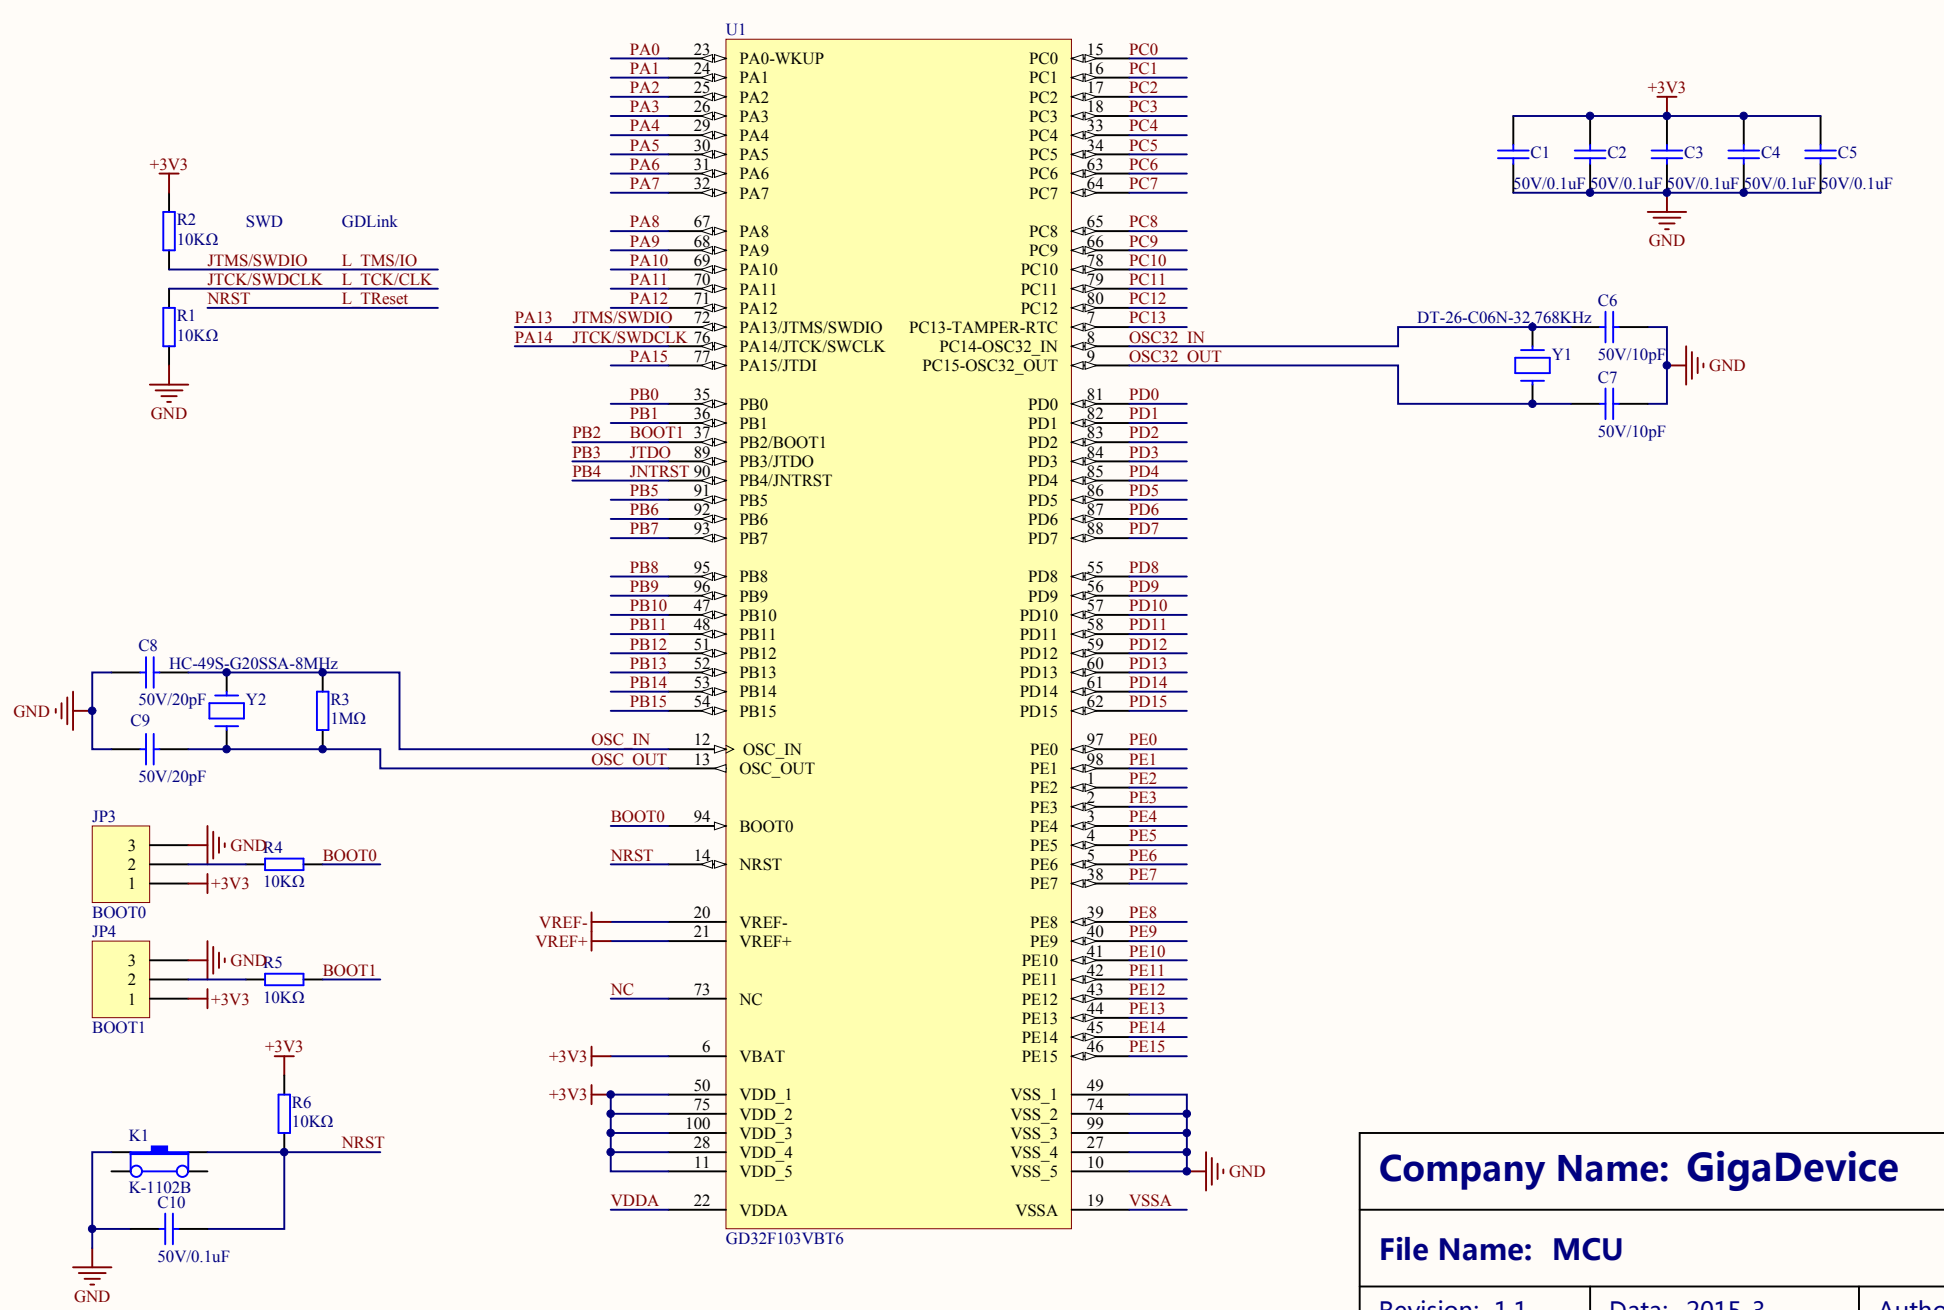 U1
PA0 23 PA0-WKUP PC0 15 PC0
PA1 24 PA1 PC1 16 PC1
PA2 25 PA2 PC2 17 PC2
PA3 26 PA3 PC3 18 PC3
PA4 29 PA4 PC4 33 PC4
PA5 30 PA5 PC5 34 PC5
PA6 31 PA6 PC6 63 PC6
PA7 32 PA7 PC7 64 PC7
PA8 67 PA8 PC8 65 PC8
PA9 68 PA9 PC9 66 PC9
PA10 69 PA10 PC10 78 PC10
PA11 70 PA11 PC11 79 PC11
PA12 71 PA12 PC12 80 PC12
PA13 JTMS/SWDIO 72 PA13/JTMS/SWDIO PC13-TAMPER-RTC 7 PC13
PA14 JTCK/SWDCLK 76 PA14/JTCK/SWCLK PC14-OSC32_IN 8 OSC32_IN
PA15 77 PA15/JTDI PC15-OSC32_OUT 9 OSC32_OUT
PB0 35 PB0 PD0 81 PD0
PB1 36 PB1 PD1 82 PD1
PB2 BOOT1 37 PB2/BOOT1 PD2 83 PD2
PB3 JTDO 89 PB3/JTDO PD3 84 PD3
PB4 JNTRST 90 PB4/JNTRST PD4 85 PD4
PB5 91 PB5 PD5 86 PD5
PB6 92 PB6 PD6 87 PD6
PB7 93 PB7 PD7 88 PD7
PB8 95 PB8 PD8 55 PD8
PB9 96 PB9 PD9 56 PD9
PB10 47 PB10 PD10 57 PD10
PB11 48 PB11 PD11 58 PD11
PB12 51 PB12 PD12 59 PD12
PB13 52 PB13 PD13 60 PD13
PB14 53 PB14 PD14 61 PD14
PB15 54 PB15 PD15 62 PD15
OSC_IN 12 OSC_IN PE0 97 PE0
OSC_OUT 13 OSC_OUT PE1 98 PE1
PE2 1 PE2
PE3 2 PE3
BOOT0 94 BOOT0 PE4 3 PE4
PE5 4 PE5
NRST 14 NRST PE6 5 PE6
PE7 38 PE7
VREF- 20 VREF- PE8 39 PE8
VREF+ 21 VREF+ PE9 40 PE9
PE10 41 PE10
PE11 42 PE11
NC 73 NC PE12 43 PE12
PE13 44 PE13
PE14 45 PE14
+3V3 6 VBAT PE15 46 PE15
+3V3 50 VDD_1 VSS_1 49
75 VDD_2 VSS_2 74
100 VDD_3 VSS_3 99
28 VDD_4 VSS_4 27
11 VDD_5 VSS_5 10 GND
VDDA 22 VDDA VSSA 19 VSSA
GD32F103VBT6
+3V3
R2
10KΩ
SWD GDLink
JTMS/SWDIO L_TMS/IO
JTCK/SWDCLK L_TCK/CLK
NRST L_TReset
R1
10KΩ
GND
C8
HC-49S-G20SSA-8MHz
50V/20pF Y2 R3
1MΩ
GND
C9
50V/20pF
JP3
3 GND
2 R4 BOOT0
1 +3V3 10KΩ
BOOT0
JP4
3 GND
2 R5 BOOT1
1 +3V3 10KΩ
BOOT1
+3V3
R6
10KΩ
K1 NRST
K-1102B
C10
50V/0.1uF
GND
+3V3
C1 C2 C3 C4 C5
50V/0.1uF 50V/0.1uF 50V/0.1uF 50V/0.1uF 50V/0.1uF
GND
C6
DT-26-C06N-32.768KHz
Y1 50V/10pF GND
C7
50V/10pF
Company Name: GigaDevice
File Name: MCU
Revision: 1.1 Data: 2015-3 Autho